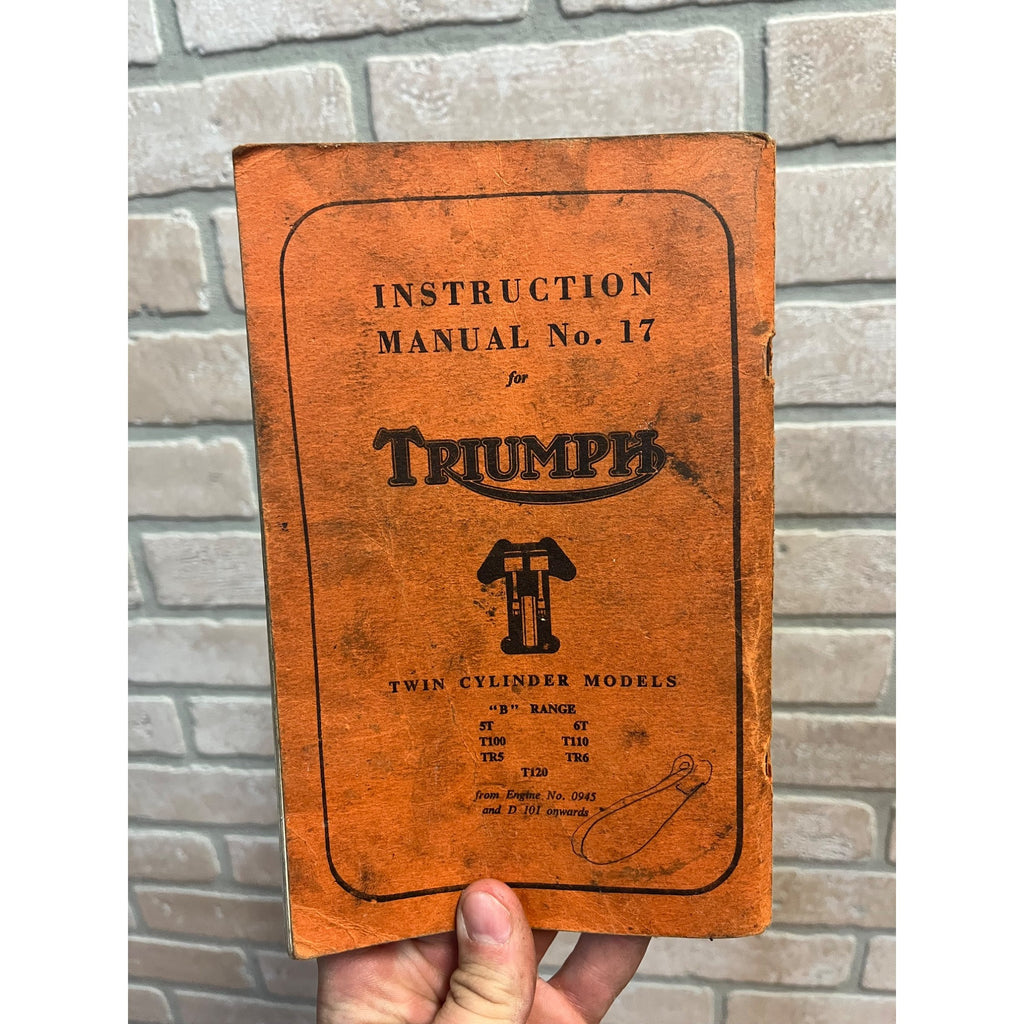 INSTRUCTION
MANUAL No. 17
for
TRIUMPH
TWIN CYLINDER MODELS
"B" RANGE
5T 6T
T100 T110
TR5 TR6
T120
from Engine No. 0945
and D 101 onwards